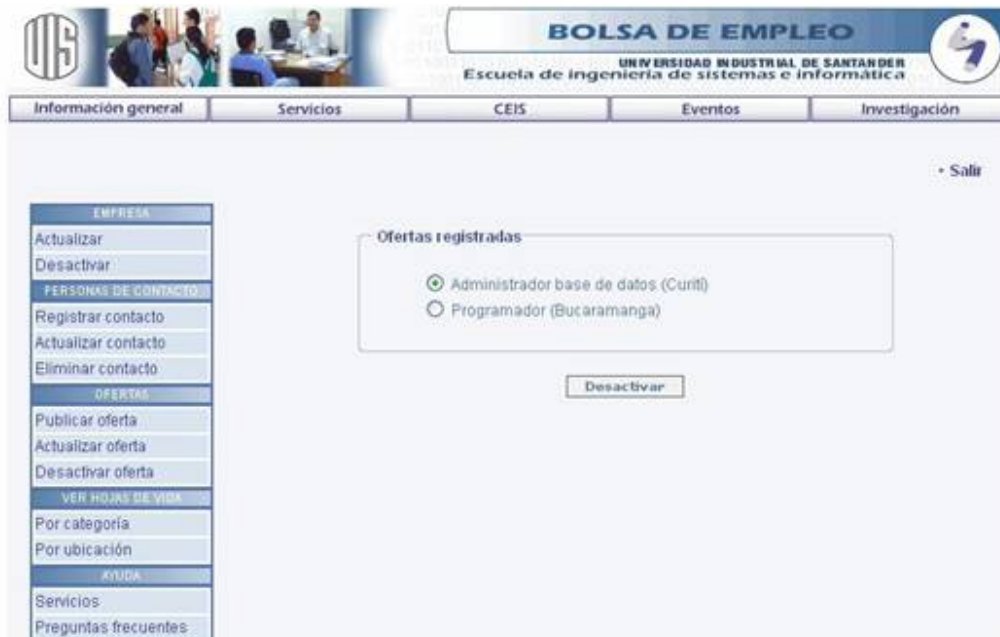 UIS
BOLSA DE EMPLEO
UNIVERSIDAD INDUSTRIAL DE SANTANDER
Escuela de ingeniería de sistemas e informática
Información general
Servicios
CEIS
Eventos
Investigación
Salir
EMPRESA
Actualizar
Desactivar
PERSONAS DE CONTACTO
Registrar contacto
Actualizar contacto
Eliminar contacto
OFERTAS
Publicar oferta
Actualizar oferta
Desactivar oferta
VER HOJAS DE VIDA
Por categoría
Por ubicación
AYUDA
Servicios
Preguntas frecuentes
Ofertas registradas
Administrador base de datos (Curití)
Programador (Bucaramanga)
Desactivar